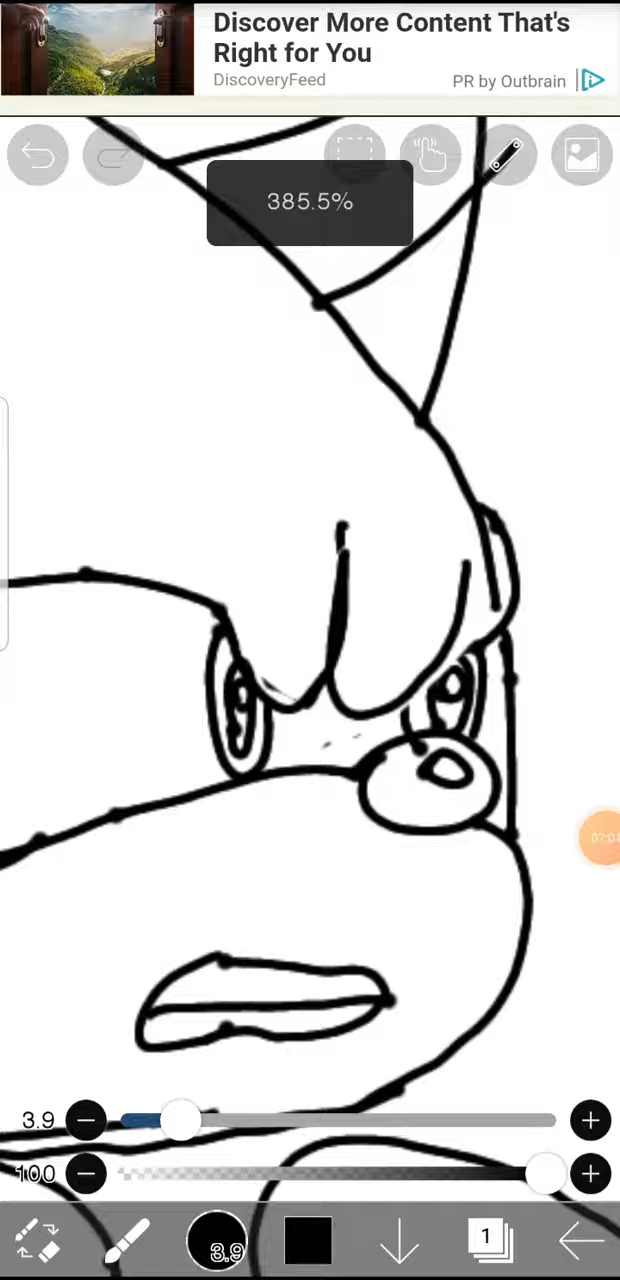 Discover More Content That's
Right for You
DiscoveryFeed
PR by Outbrain
385.5%
3.9
100
3.9
1